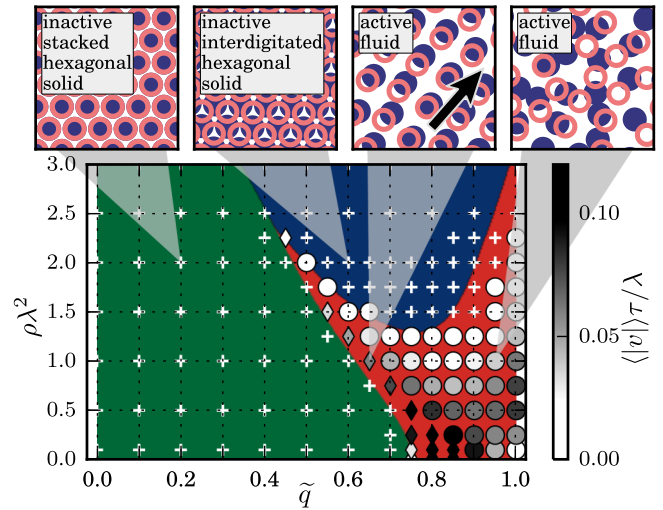 inactive
stacked
hexagonal
solid
inactive
interdigitated
hexagonal
solid
active
fluid
active
fluid
3.0
2.5
2.0
1.5
1.0
0.5
0.0
ρλ²
0.0 0.2 0.4 0.6 0.8 1.0
q̃
0.10
0.05
0.00
⟨|v|⟩τ/λ